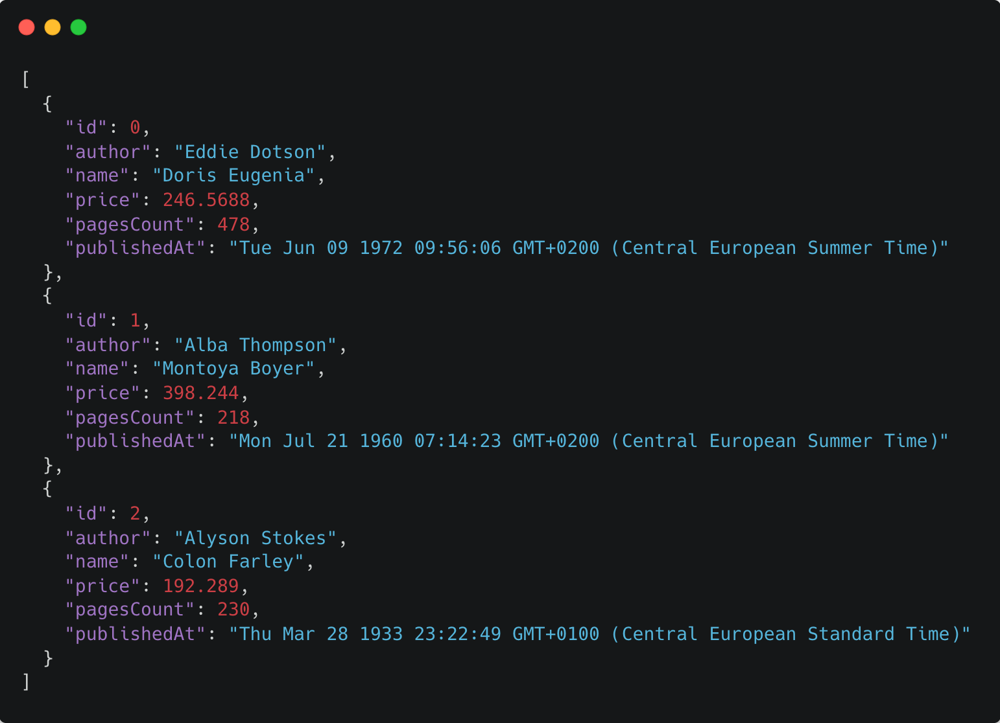 [
  {
    "id": 0,
    "author": "Eddie Dotson",
    "name": "Doris Eugenia",
    "price": 246.5688,
    "pagesCount": 478,
    "publishedAt": "Tue Jun 09 1972 09:56:06 GMT+0200 (Central European Summer Time)"
  },
  {
    "id": 1,
    "author": "Alba Thompson",
    "name": "Montoya Boyer",
    "price": 398.244,
    "pagesCount": 218,
    "publishedAt": "Mon Jul 21 1960 07:14:23 GMT+0200 (Central European Summer Time)"
  },
  {
    "id": 2,
    "author": "Alyson Stokes",
    "name": "Colon Farley",
    "price": 192.289,
    "pagesCount": 230,
    "publishedAt": "Thu Mar 28 1933 23:22:49 GMT+0100 (Central European Standard Time)"
  }
]